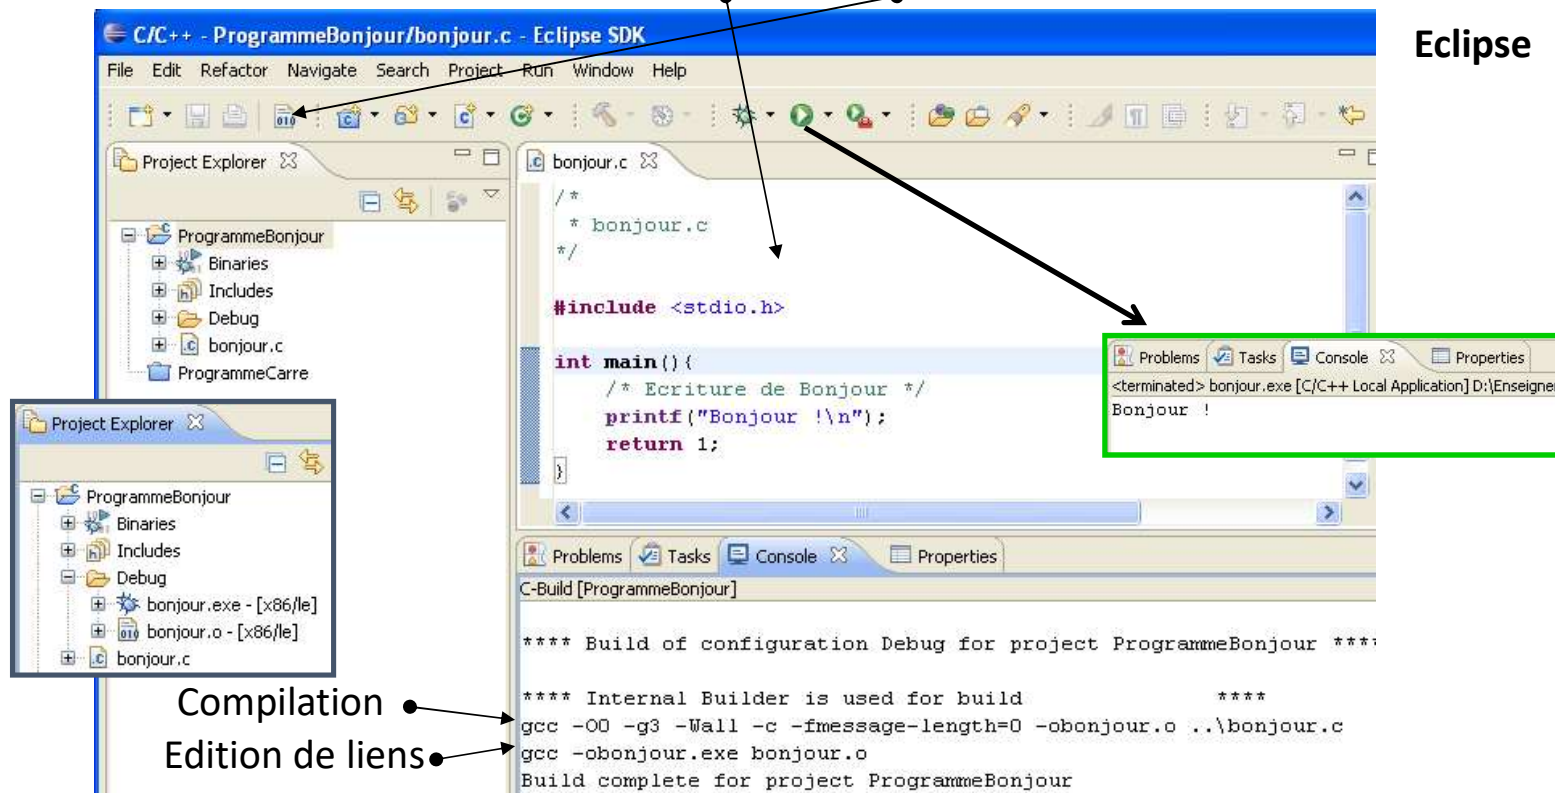 C/C++ - ProgrammeBonjour/bonjour.c - Eclipse SDK
Eclipse
File Edit Refactor Navigate Search Project Run Window Help
Project Explorer
bonjour.c
ProgrammeBonjour
Binaries
Includes
Debug
bonjour.c
ProgrammeCarre
/*
 * bonjour.c
*/
#include <stdio.h>
int main(){
    /* Ecriture de Bonjour */
    printf("Bonjour !\n");
    return 1;
}
Problems Tasks Console Properties
<terminated> bonjour.exe [C/C++ Local Application] D:\Enseigne
Bonjour !
Project Explorer
ProgrammeBonjour
Binaries
Includes
Debug
bonjour.exe - [x86/le]
bonjour.o - [x86/le]
bonjour.c
Problems Tasks Console Properties
C-Build [ProgrammeBonjour]
**** Build of configuration Debug for project ProgrammeBonjour ****
**** Internal Builder is used for build ****
Compilation
gcc -O0 -g3 -Wall -c -fmessage-length=0 -obonjour.o ..\bonjour.c
Edition de liens
gcc -obonjour.exe bonjour.o
Build complete for project ProgrammeBonjour